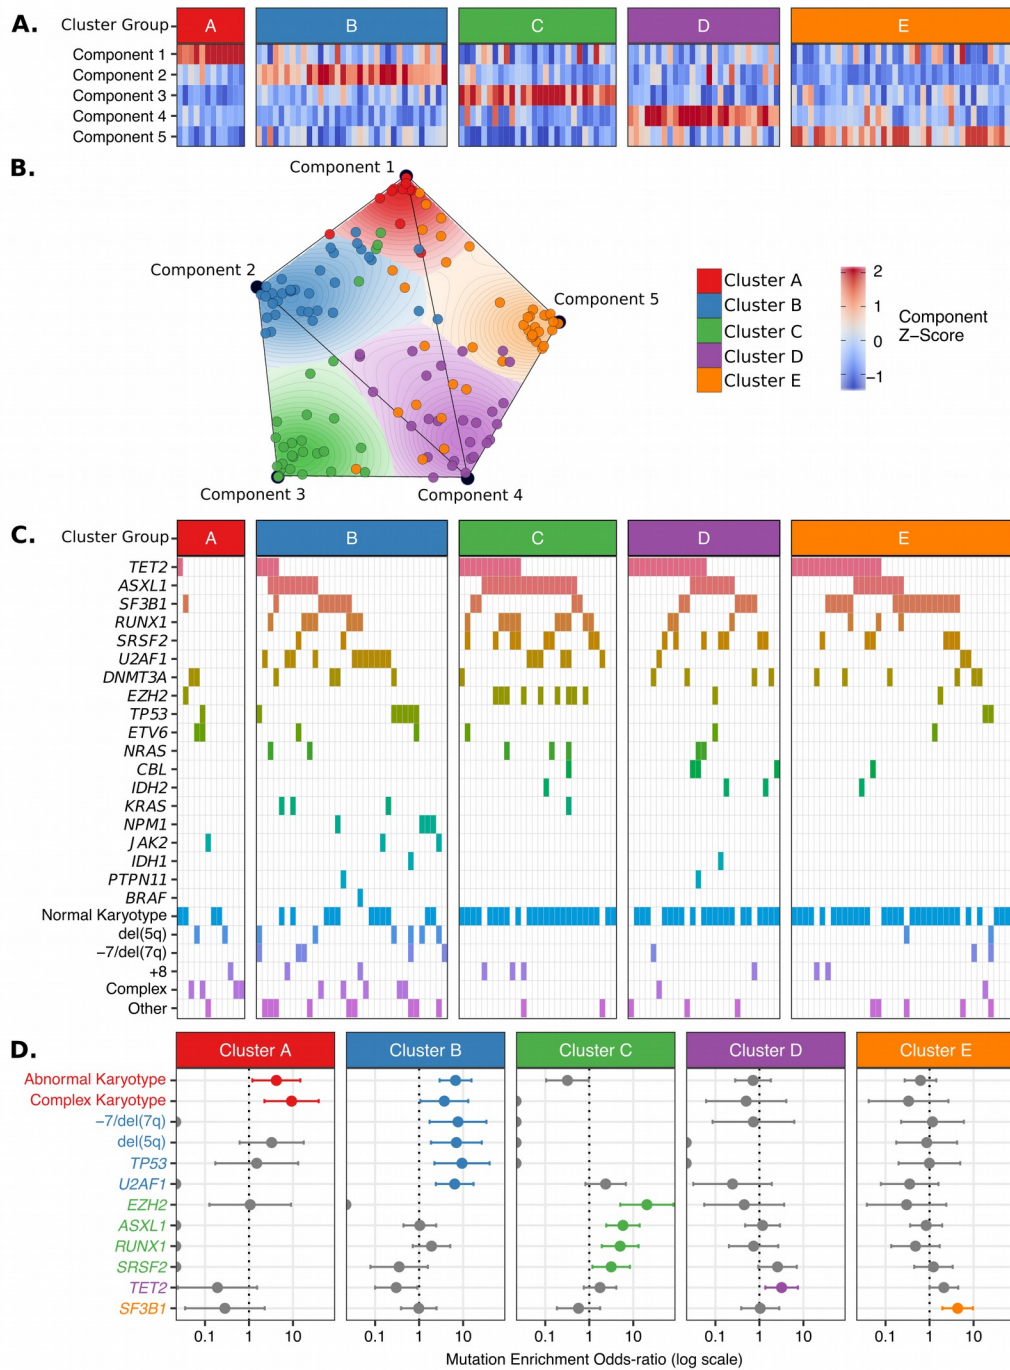 A.
Cluster Group
A
B
C
D
E
Component 1
Component 2
Component 3
Component 4
Component 5
B.
Component 1
Component 2
Component 5
Component 3
Component 4
Cluster A
Cluster B
Cluster C
Cluster D
Cluster E
2
1
0
−1
Component
Z−Score
C.
Cluster Group
A
B
C
D
E
TET2
ASXL1
SF3B1
RUNX1
SRSF2
U2AF1
DNMT3A
EZH2
TP53
ETV6
NRAS
CBL
IDH2
KRAS
NPM1
JAK2
IDH1
PTPN11
BRAF
Normal Karyotype
del(5q)
−7/del(7q)
+8
Complex
Other
D.
Cluster A
Cluster B
Cluster C
Cluster D
Cluster E
Abnormal Karyotype
Complex Karyotype
−7/del(7q)
del(5q)
TP53
U2AF1
EZH2
ASXL1
RUNX1
SRSF2
TET2
SF3B1
0.1 1 10
0.1 1 10
0.1 1 10
0.1 1 10
0.1 1 10
Mutation Enrichment Odds-ratio (log scale)